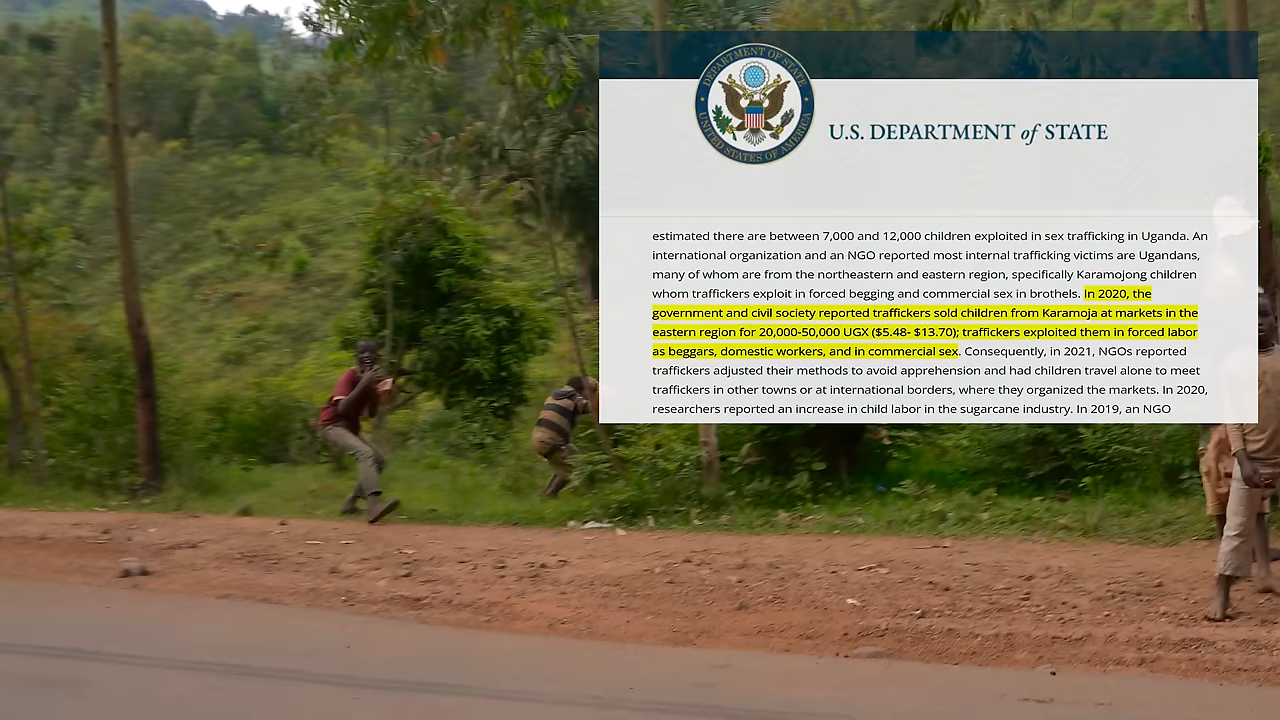 DEPARTMENT OF STATE
UNITED STATES OF AMERICA
U.S. DEPARTMENT of STATE
estimated there are between 7,000 and 12,000 children exploited in sex trafficking in Uganda. An
international organization and an NGO reported most internal trafficking victims are Ugandans,
many of whom are from the northeastern and eastern region, specifically Karamojong children
whom traffickers exploit in forced begging and commercial sex in brothels. In 2020, the
government and civil society reported traffickers sold children from Karamoja at markets in the
eastern region for 20,000-50,000 UGX ($5.48- $13.70); traffickers exploited them in forced labor
as beggars, domestic workers, and in commercial sex. Consequently, in 2021, NGOs reported
traffickers adjusted their methods to avoid apprehension and had children travel alone to meet
traffickers in other towns or at international borders, where they organized the markets. In 2020,
researchers reported an increase in child labor in the sugarcane industry. In 2019, an NGO